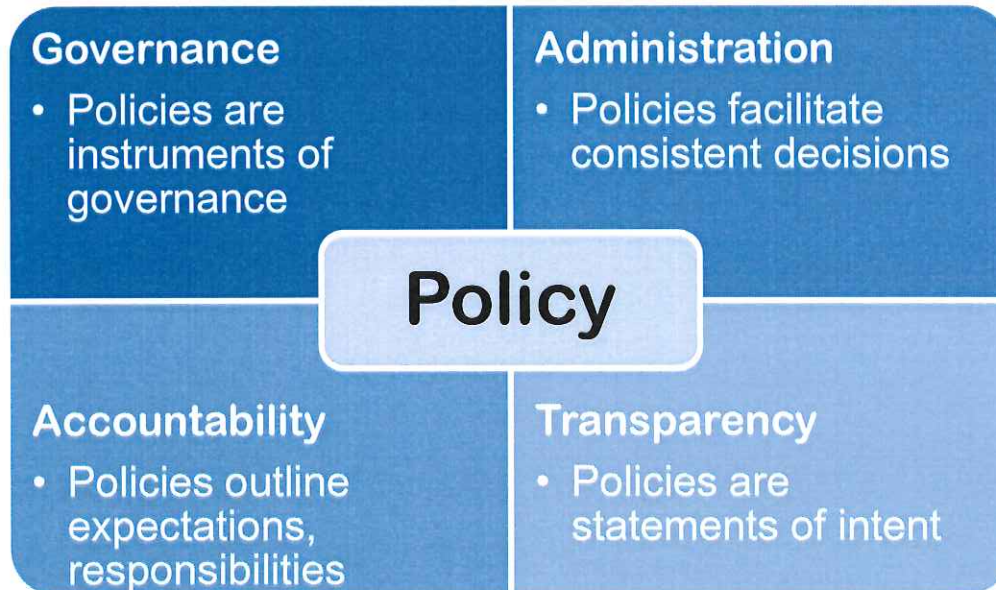 Governance
• Policies are
instruments of
governance
Administration
• Policies facilitate
consistent decisions
Policy
Accountability
• Policies outline
expectations,
responsibilities
Transparency
• Policies are
statements of intent